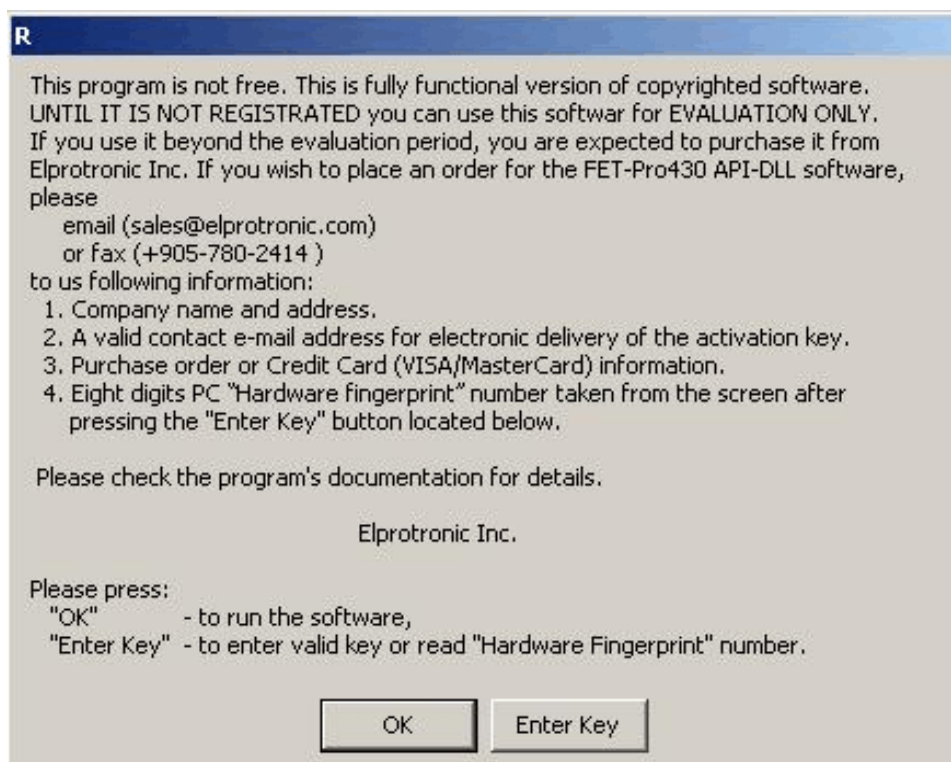 R
This program is not free. This is fully functional version of copyrighted software.
UNTIL IT IS NOT REGISTRATED you can use this softwar for EVALUATION ONLY.
If you use it beyond the evaluation period, you are expected to purchase it from
Elprotronic Inc. If you wish to place an order for the FET-Pro430 API-DLL software,
please
email (sales@elprotronic.com)
or fax (+905-780-2414 )
to us following information:
1. Company name and address.
2. A valid contact e-mail address for electronic delivery of the activation key.
3. Purchase order or Credit Card (VISA/MasterCard) information.
4. Eight digits PC “Hardware fingerprint” number taken from the screen after
pressing the "Enter Key" button located below.
Please check the program's documentation for details.
Elprotronic Inc.
Please press:
"OK" - to run the software,
"Enter Key" - to enter valid key or read "Hardware Fingerprint" number.
OK Enter Key